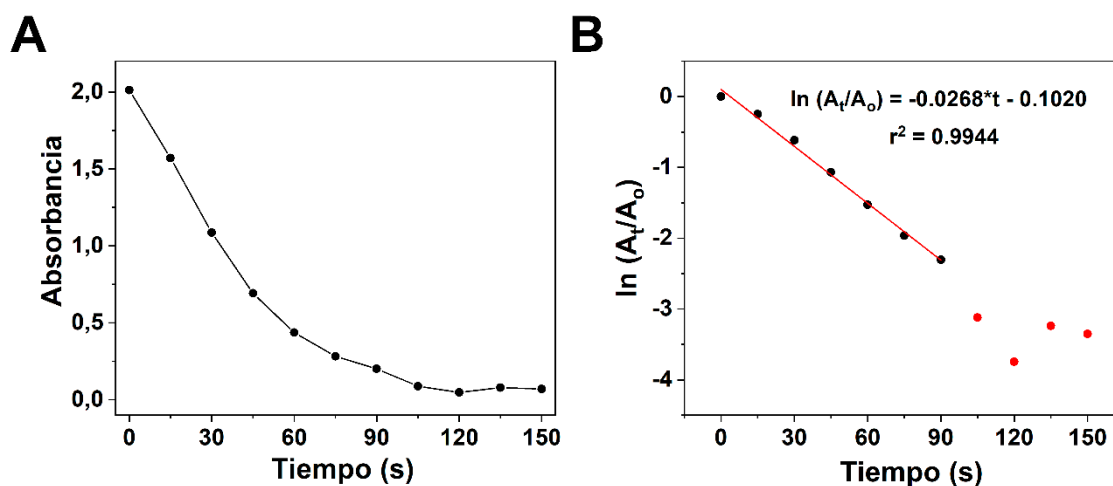 A
Absorbancia
2,0
1,5
1,0
0,5
0,0
0 30 60 90 120 150
Tiempo (s)
B
ln (At/Ao)
0
-1
-2
-3
-4
ln (At/Ao) = -0.0268*t - 0.1020
r² = 0.9944
0 30 60 90 120 150
Tiempo (s)